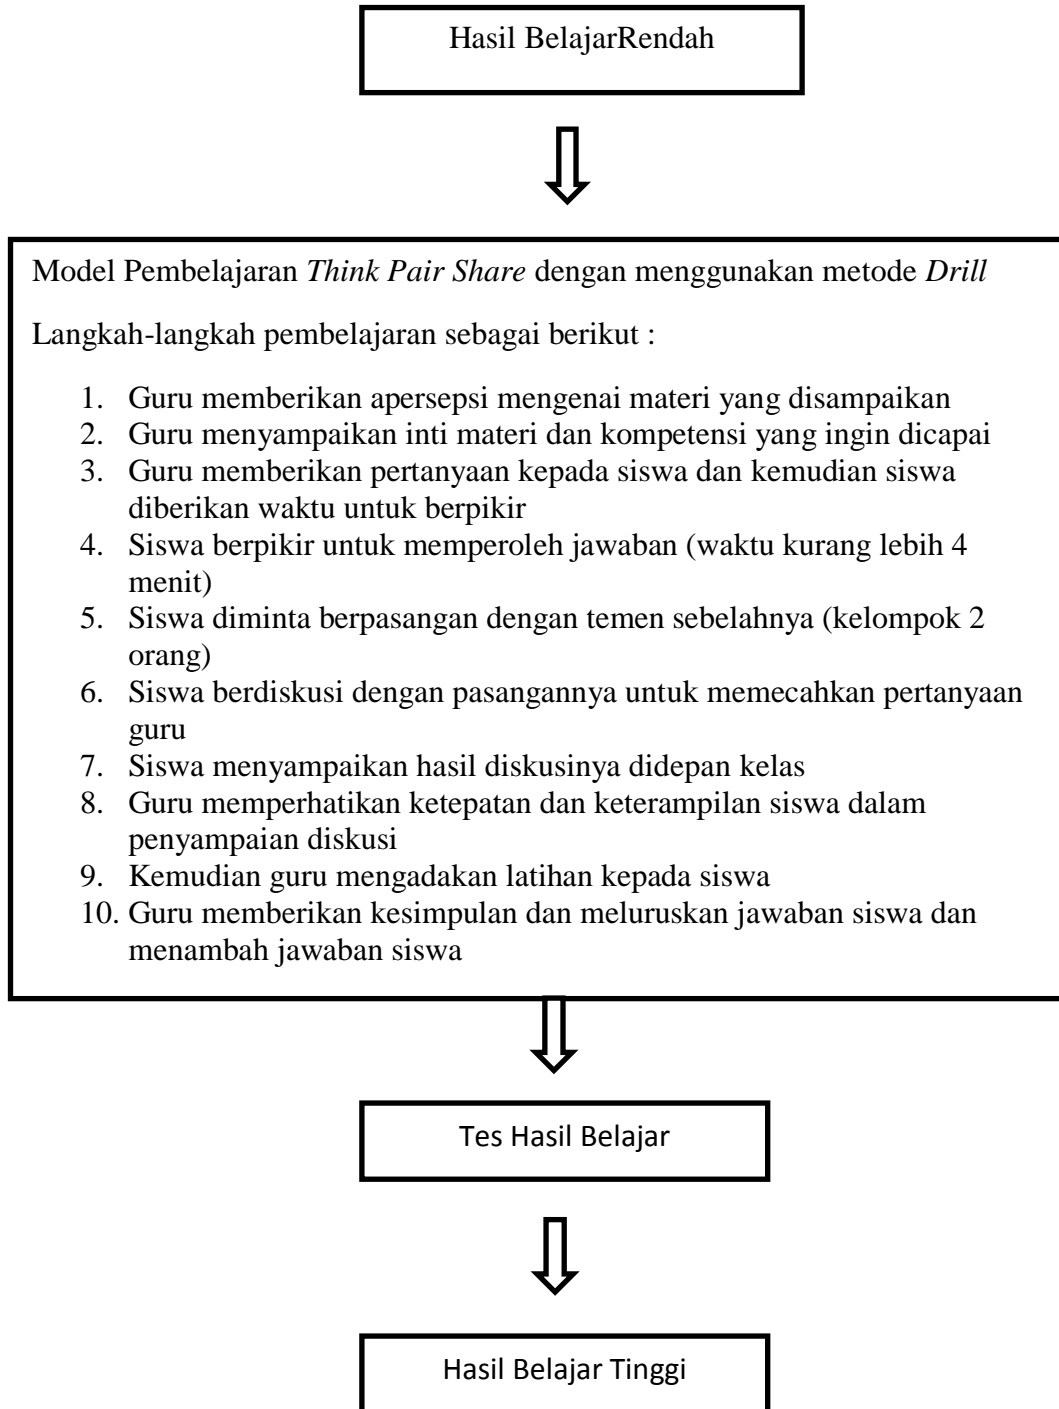 Hasil BelajarRendah
Model Pembelajaran Think Pair Share dengan menggunakan metode Drill
Langkah-langkah pembelajaran sebagai berikut :
1. Guru memberikan apersepsi mengenai materi yang disampaikan
2. Guru menyampaikan inti materi dan kompetensi yang ingin dicapai
3. Guru memberikan pertanyaan kepada siswa dan kemudian siswa
diberikan waktu untuk berpikir
4. Siswa berpikir untuk memperoleh jawaban (waktu kurang lebih 4
menit)
5. Siswa diminta berpasangan dengan temen sebelahnya (kelompok 2
orang)
6. Siswa berdiskusi dengan pasangannya untuk memecahkan pertanyaan
guru
7. Siswa menyampaikan hasil diskusinya didepan kelas
8. Guru memperhatikan ketepatan dan keterampilan siswa dalam
penyampaian diskusi
9. Kemudian guru mengadakan latihan kepada siswa
10. Guru memberikan kesimpulan dan meluruskan jawaban siswa dan
menambah jawaban siswa
Tes Hasil Belajar
Hasil Belajar Tinggi